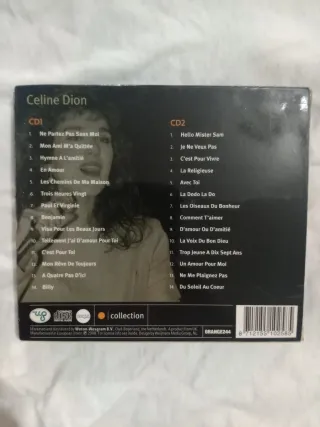 Celine Dion
CD1
1. Ne Partez Pas Sans Moi
2. Mon Ami M'a Quittée
3. Hymne A L'amitié
4. En Amour
5. Les Chemins De Ma Maison
6. Trois Heures Vingt
7. Paul Et Virginie
8. Benjamin
9. Vivre Pour Les Beaux Jours
10. Tellement J'ai D'amour Pour Toi
11. C'est Pour Toi
12. Mon Rêve De Toujours
13. A Quatre Pas D'ici
14. Billy
CD2
1. Hello Mister Sam
2. Je Ne Veux Pas
3. C'est Pour Vivre
4. La Religieuse
5. Avec Toi
6. La Dodo La Do
7. Les Oiseaux Du Bonheur
8. Comment T'aimer
9. D'amour Ou D'amitié
10. La Voix Du Bon Dieu
11. Trop Jeune A Dix Sept Ans
12. Un Amour Pour Moi
13. Ne Me Plaignez Pas
14. Du Soleil Au Coeur
collection